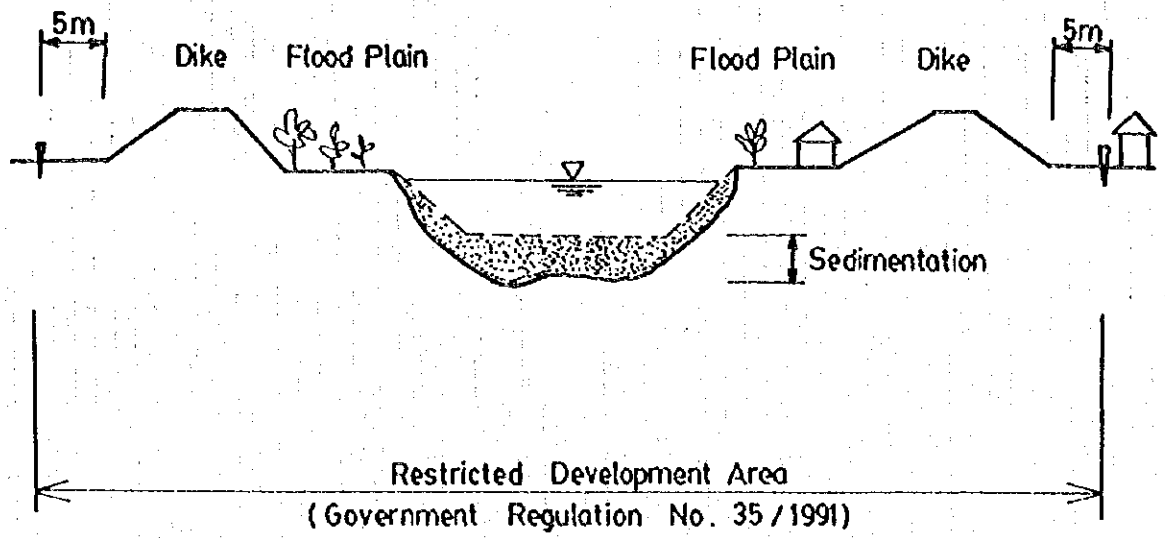 5m
5m
Dike
Flood Plain
Flood Plain
Dike
Sedimentation
Restricted Development Area
(Government Regulation No. 35/1991)